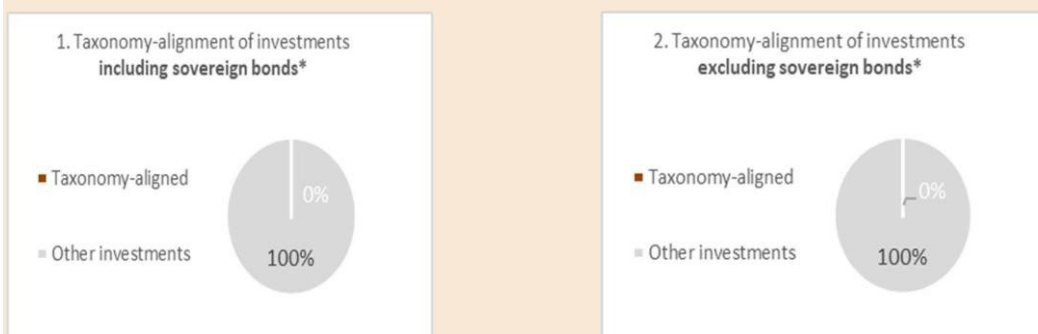 1. Taxonomy-alignment of investments
including sovereign bonds*
Taxonomy-aligned
0%
Other investments
100%
2. Taxonomy-alignment of investments
excluding sovereign bonds*
Taxonomy-aligned
0%
Other investments
100%